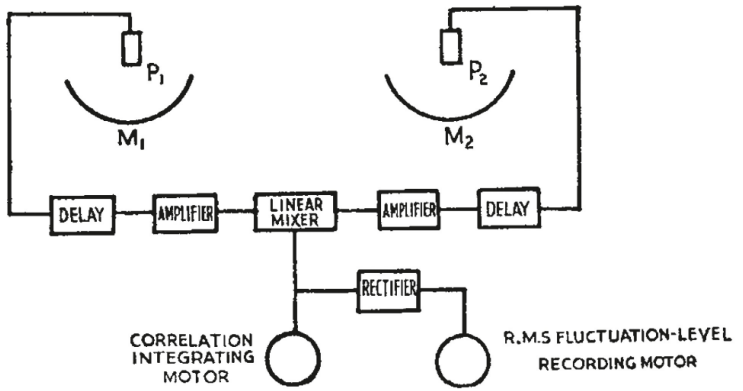 P₁
P₂
M₁
M₂
DELAY
AMPLIFIER
LINEAR
MIXER
AMPLIFIER
DELAY
RECTIFIER
CORRELATION
INTEGRATING
MOTOR
R.M.S FLUCTUATION-LEVEL
RECORDING MOTOR